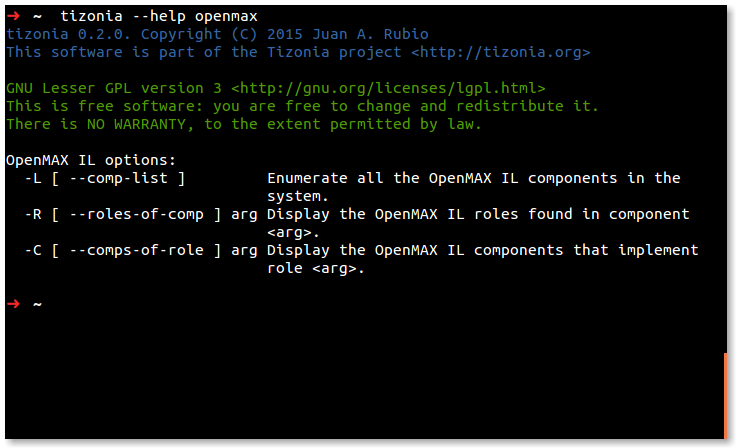 ➜ ~ tizonia --help openmax
tizonia 0.2.0. Copyright (C) 2015 Juan A. Rubio
This software is part of the Tizonia project <http://tizonia.org>
GNU Lesser GPL version 3 <http://gnu.org/licenses/lgpl.html>
This is free software: you are free to change and redistribute it.
There is NO WARRANTY, to the extent permitted by law.
OpenMAX IL options:
-L [ --comp-list ] Enumerate all the OpenMAX IL components in the
system.
-R [ --roles-of-comp ] arg Display the OpenMAX IL roles found in component
<arg>.
-C [ --comps-of-role ] arg Display the OpenMAX IL components that implement
role <arg>.
➜ ~